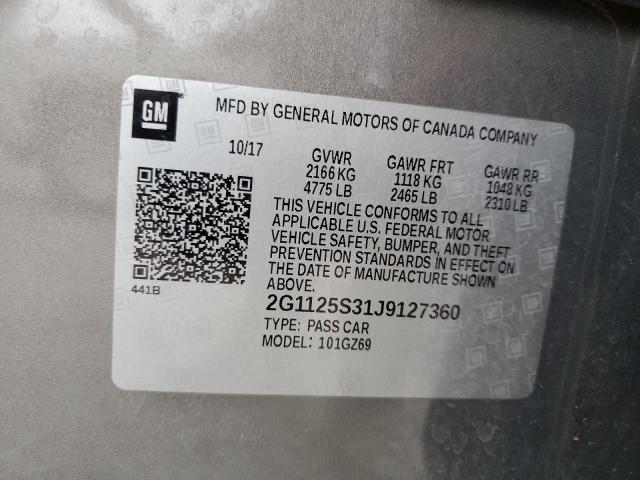 GM
MFD BY GENERAL MOTORS OF CANADA COMPANY
10/17
GVWR GAWR FRT GAWR RR
2166 KG 1118 KG 1048 KG
4775 LB 2465 LB 2310 LB
THIS VEHICLE CONFORMS TO ALL
APPLICABLE U.S. FEDERAL MOTOR
VEHICLE SAFETY, BUMPER, AND THEFT
PREVENTION STANDARDS IN EFFECT ON
THE DATE OF MANUFACTURE SHOWN
ABOVE.
441B
2G1125S31J9127360
TYPE: PASS CAR
MODEL: 101GZ69